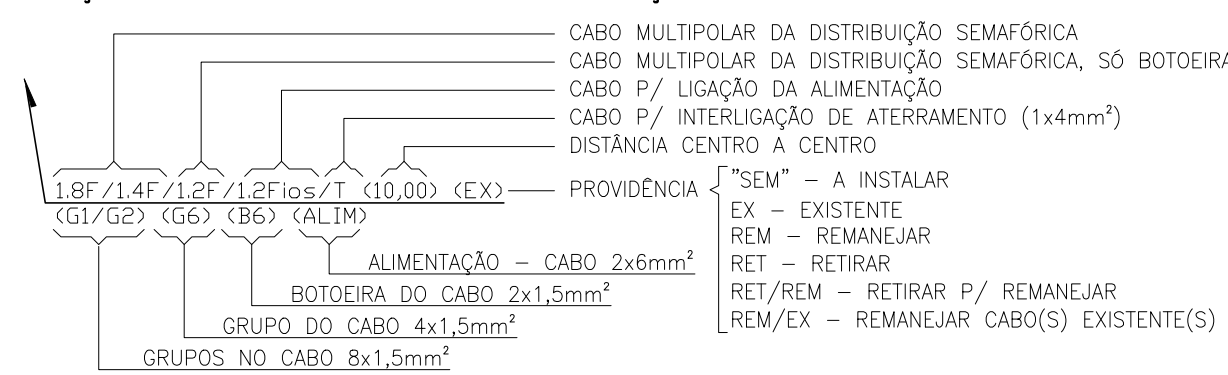 CABO MULTIPOLAR DA DISTRIBUIÇÃO SEMAFÓRICA
CABO MULTIPOLAR DA DISTRIBUIÇÃO SEMAFÓRICA, SÓ BOTOEIRA
CABO P/ LIGAÇÃO DA ALIMENTAÇÃO
CABO P/ INTERLIGAÇÃO DE ATERRAMENTO (1x4mm²)
DISTÂNCIA CENTRO A CENTRO
1.8F/1.4F/1.2F/1.2Fios/T (10,00) (EX)
PROVIDÊNCIA
"SEM" – A INSTALAR
EX – EXISTENTE
REM – REMANEJAR
RET – RETIRAR
RET/REM – RETIRAR P/ REMANEJAR
REM/EX – REMANEJAR CABO(S) EXISTENTE(S)
(G1/G2) (G6) (B6) (ALIM)
ALIMENTAÇÃO – CABO 2x6mm²
BOTOEIRA DO CABO 2x1,5mm²
GRUPO DO CABO 4x1,5mm²
GRUPOS NO CABO 8x1,5mm²